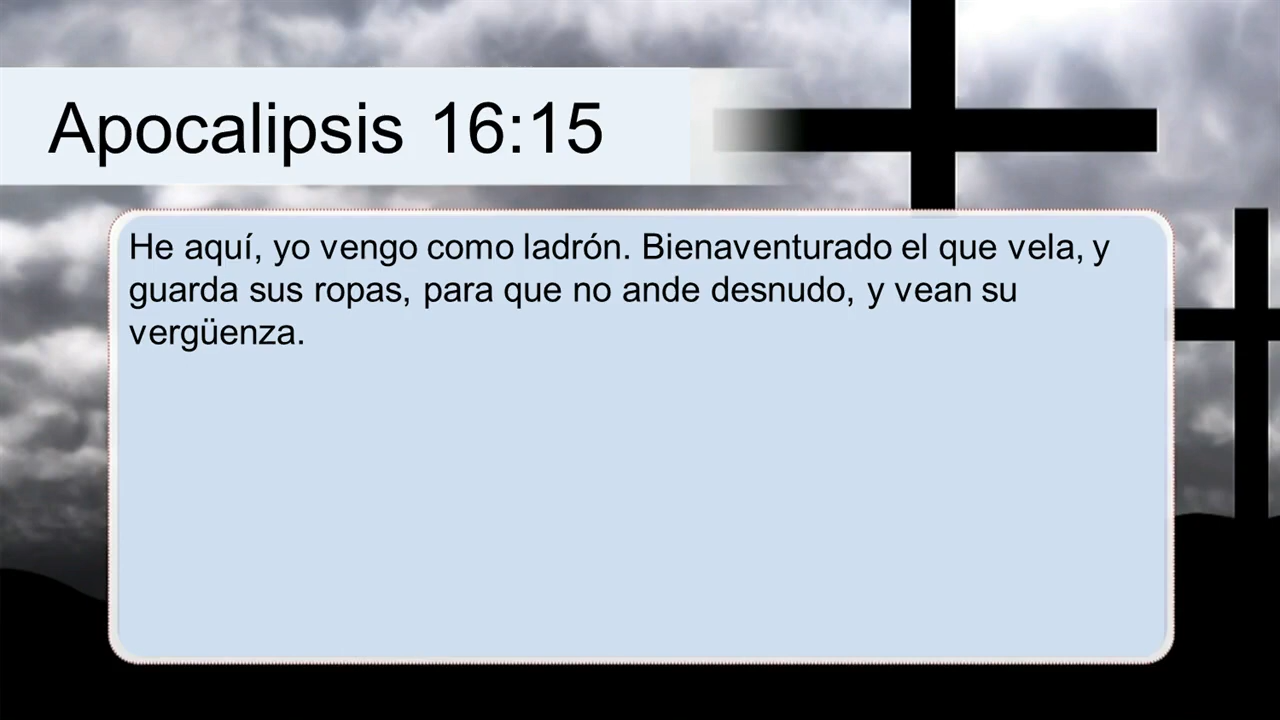 Apocalipsis 16:15
He aquí, yo vengo como ladrón. Bienaventurado el que vela, y
guarda sus ropas, para que no ande desnudo, y vean su
vergüenza.